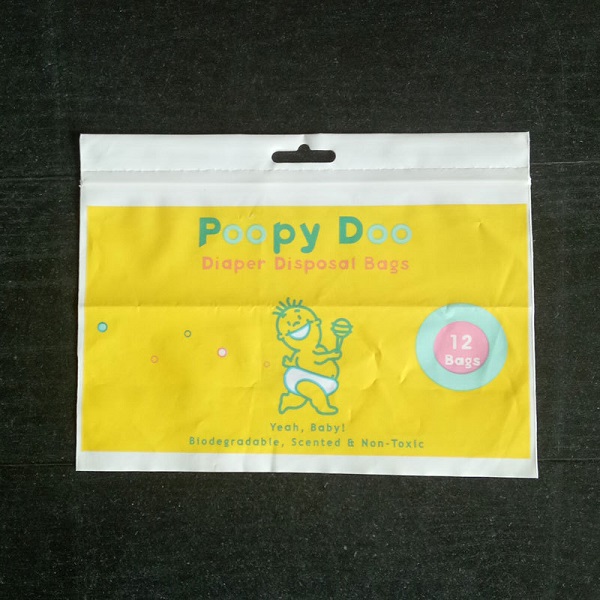 Poopy Doo
Diaper Disposal Bags
12
Bags
Yeah, Baby!
Biodegradable, Scented & Non-Toxic